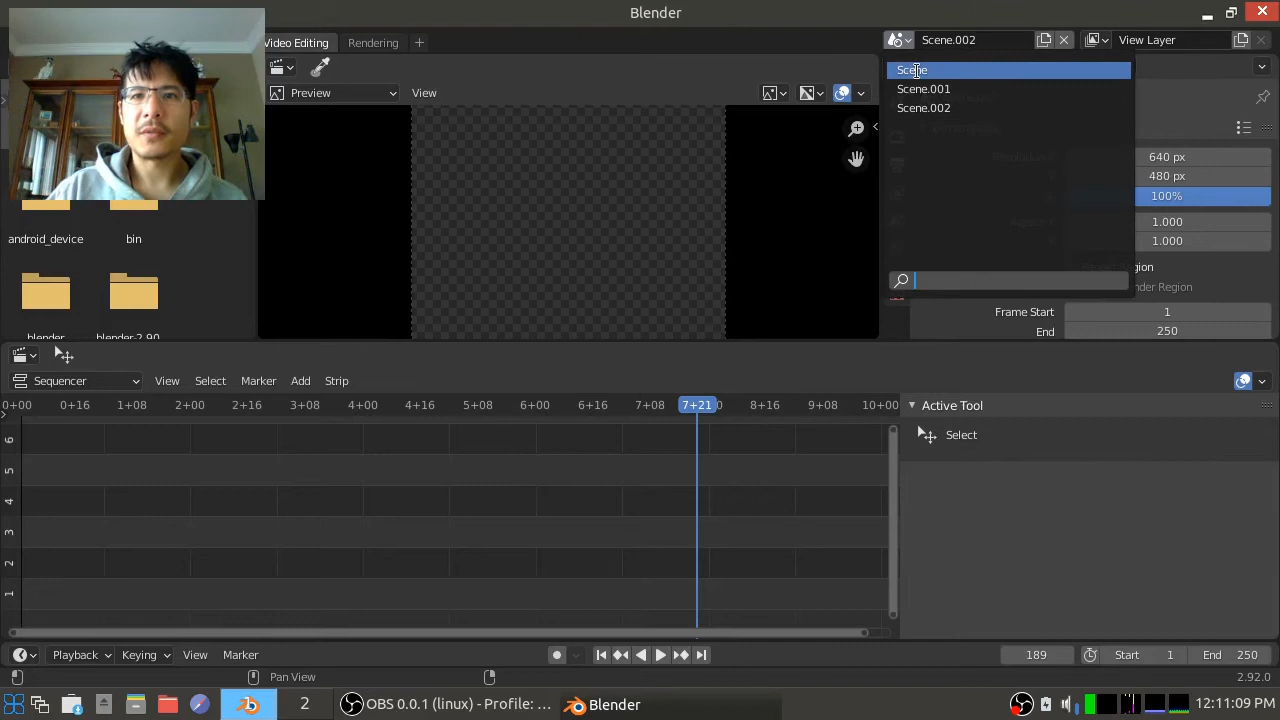 Blender
Video Editing Rendering +
Scene.002 View Layer
Preview View
Scene
Scene.001
Scene.002
640 px
480 px
100%
1.000
1.000
Frame Start 1
End 250
android_device bin
blender blender-2.90
Sequencer View Select Marker Add Strip
0+00 0+16 1+08 2+00 2+16 3+08 4+00 4+16 5+08 6+00 6+16 7+08 7+21 8+16 9+08 10+00
6
5
4
3
2
1
Active Tool
Select
Playback Keying View Marker 189 Start 1 End 250
Pan View 2.92.0
1 2 OBS 0.0.1 (linux) - Profile: ... Blender 12:11:09 PM